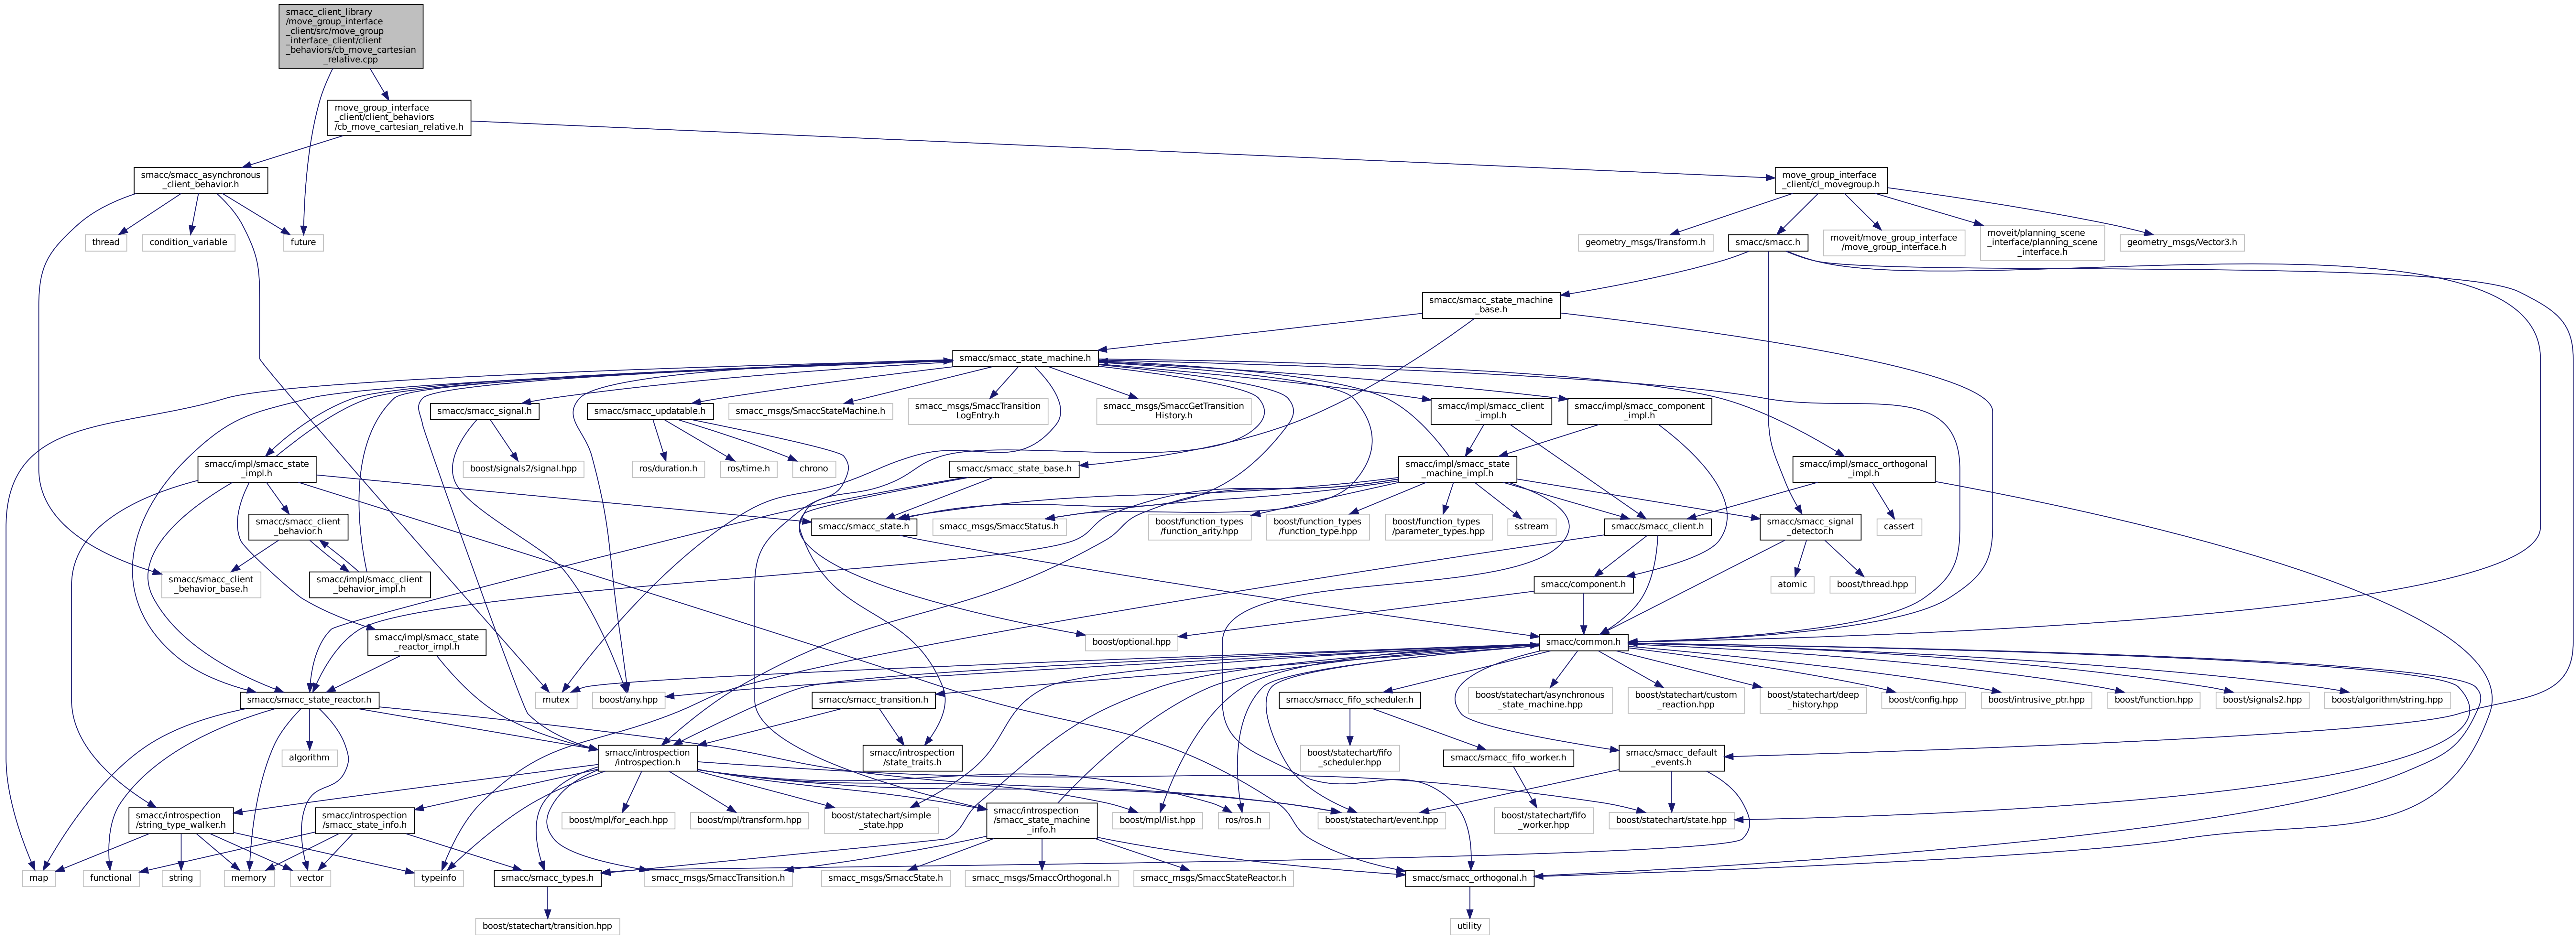 smacc_client_library
/move_group_interface
_client/src/move_group
_interface_client/client
_behaviors/cb_move_cartesian
_relative.cpp
move_group_interface
_client/client_behaviors
/cb_move_cartesian_relative.h
smacc/smacc_asynchronous
_client_behavior.h
move_group_interface
_client/cl_movegroup.h
thread
condition_variable
future
geometry_msgs/Transform.h
smacc/smacc.h
moveit/move_group_interface
/move_group_interface.h
moveit/planning_scene
_interface/planning_scene
_interface.h
geometry_msgs/Vector3.h
smacc/smacc_state_machine
_base.h
smacc/smacc_state_machine.h
smacc/smacc_signal.h
smacc/smacc_updatable.h
smacc_msgs/SmaccStateMachine.h
smacc_msgs/SmaccTransition
LogEntry.h
smacc_msgs/SmaccGetTransition
History.h
smacc/impl/smacc_client
_impl.h
smacc/impl/smacc_component
_impl.h
smacc/impl/smacc_state
_impl.h
boost/signals2/signal.hpp
ros/duration.h
ros/time.h
chrono
smacc/smacc_state_base.h
smacc/impl/smacc_state
_machine_impl.h
smacc/impl/smacc_orthogonal
_impl.h
smacc/smacc_client
_behavior.h
smacc/smacc_state.h
smacc_msgs/SmaccStatus.h
boost/function_types
/function_arity.hpp
boost/function_types
/function_type.hpp
boost/function_types
/parameter_types.hpp
sstream
smacc/smacc_client.h
smacc/smacc_signal
_detector.h
cassert
smacc/smacc_client
_behavior_base.h
smacc/impl/smacc_client
_behavior_impl.h
smacc/component.h
atomic
boost/thread.hpp
smacc/impl/smacc_state
_reactor_impl.h
boost/optional.hpp
smacc/common.h
smacc/smacc_state_reactor.h
mutex
boost/any.hpp
smacc/smacc_transition.h
smacc/smacc_fifo_scheduler.h
boost/statechart/asynchronous
_state_machine.hpp
boost/statechart/custom
_reaction.hpp
boost/statechart/deep
_history.hpp
boost/config.hpp
boost/intrusive_ptr.hpp
boost/function.hpp
boost/signals2.hpp
boost/algorithm/string.hpp
algorithm
smacc/introspection
/introspection.h
smacc/introspection
/state_traits.h
boost/statechart/fifo
_scheduler.hpp
smacc/smacc_fifo_worker.h
smacc/smacc_default
_events.h
smacc/introspection
/string_type_walker.h
smacc/introspection
/smacc_state_info.h
boost/mpl/for_each.hpp
boost/mpl/transform.hpp
boost/statechart/simple
_state.hpp
smacc/introspection
/smacc_state_machine
_info.h
boost/mpl/list.hpp
ros/ros.h
boost/statechart/event.hpp
boost/statechart/fifo
_worker.hpp
boost/statechart/state.hpp
map
functional
string
memory
vector
typeinfo
smacc/smacc_types.h
smacc_msgs/SmaccTransition.h
smacc_msgs/SmaccState.h
smacc_msgs/SmaccOrthogonal.h
smacc_msgs/SmaccStateReactor.h
smacc/smacc_orthogonal.h
boost/statechart/transition.hpp
utility